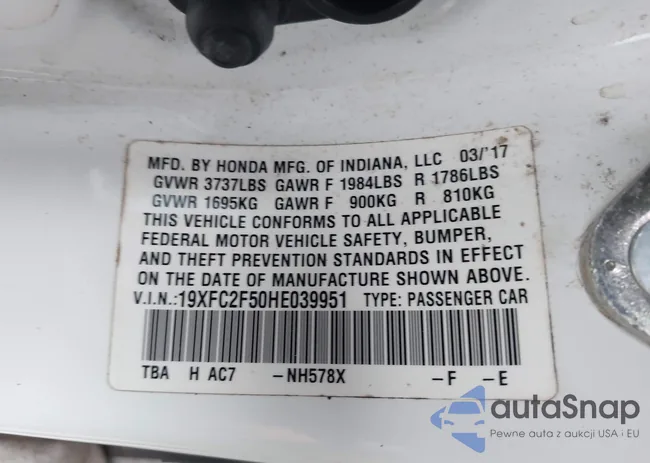 MFD. BY HONDA MFG. OF INDIANA, LLC 03/'17
GVWR 3737LBS GAWR F 1984LBS R 1786LBS
GVWR 1695KG GAWR F 900KG R 810KG
THIS VEHICLE CONFORMS TO ALL APPLICABLE
FEDERAL MOTOR VEHICLE SAFETY, BUMPER,
AND THEFT PREVENTION STANDARDS IN EFFECT
ON THE DATE OF MANUFACTURE SHOWN ABOVE.
V.I.N.:19XFC2F50HE039951 TYPE: PASSENGER CAR
TBA H AC7 -NH578X -F -E
autaSnap
Pewne auta z aukcji USA i EU